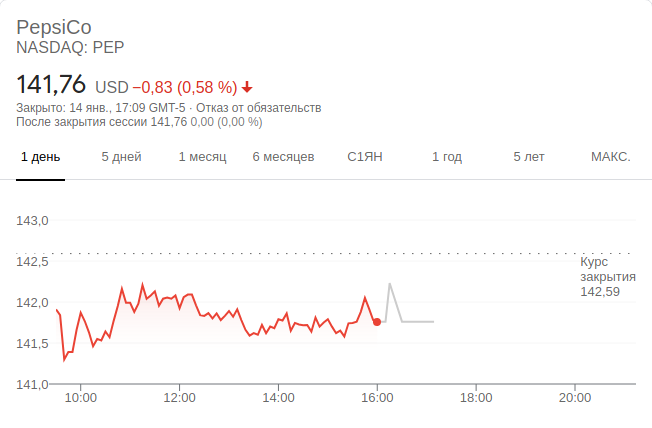 PepsiCo
NASDAQ: PEP
141,76 USD −0,83 (0,58 %)
Закрыто: 14 янв., 17:09 GMT-5 · Отказ от обязательств
После закрытия сессии 141,76 0,00 (0,00 %)
1 день 5 дней 1 месяц 6 месяцев С1ЯН 1 год 5 лет МАКС.
143,0
142,5
142,0
141,5
141,0
Курс
закрытия
142,59
10:00 12:00 14:00 16:00 18:00 20:00